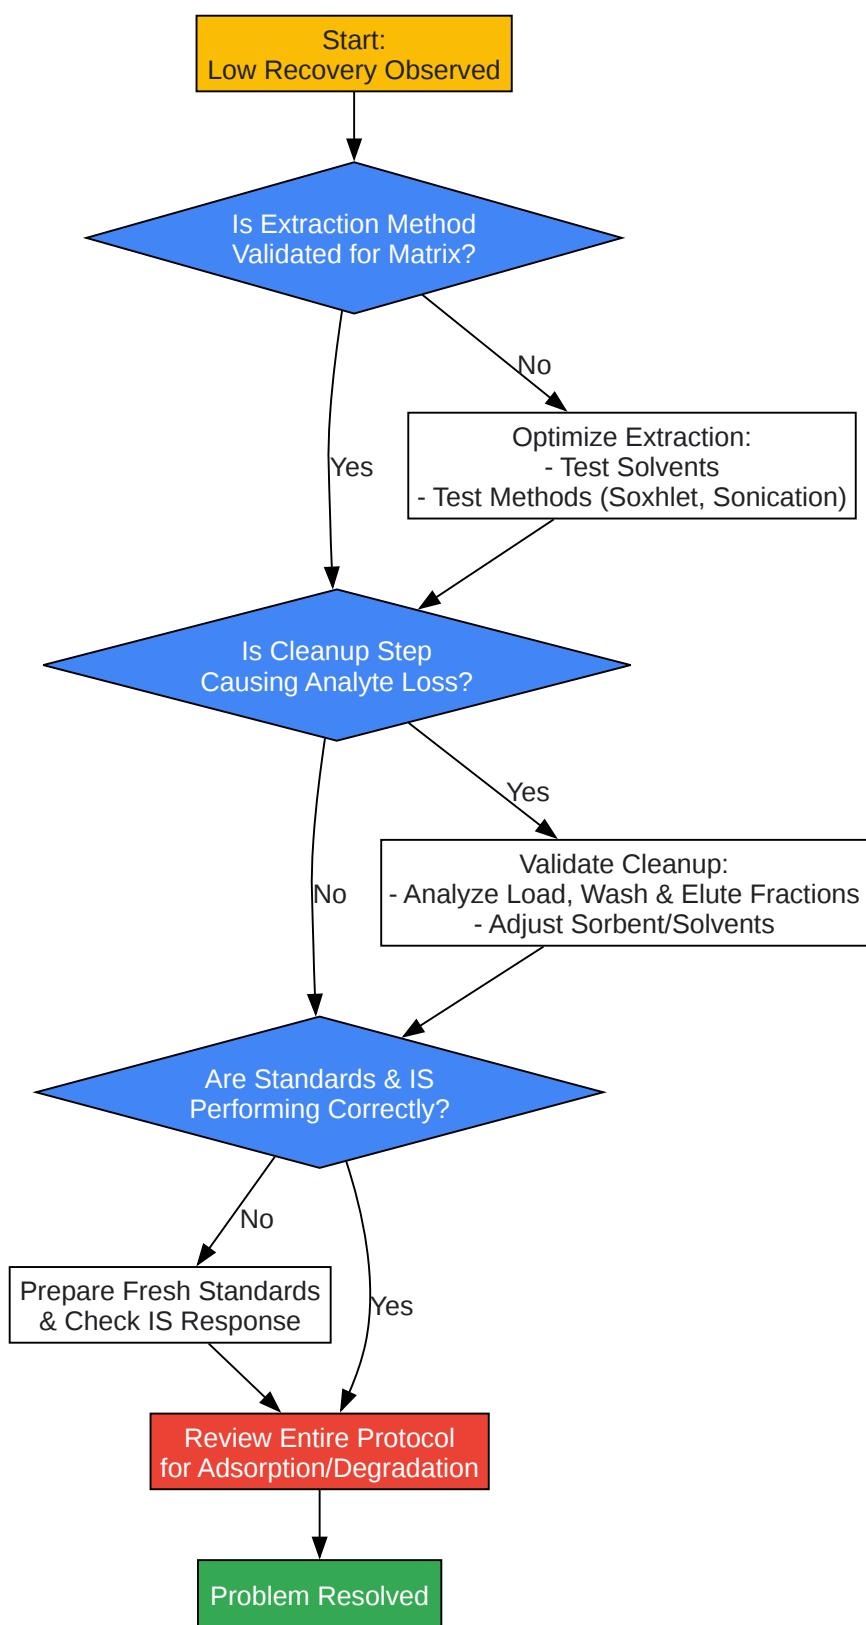 Start:
Low Recovery Observed
Is Extraction Method
Validated for Matrix?
No
Optimize Extraction:
- Test Solvents
- Test Methods (Soxhlet, Sonication)
Yes
Is Cleanup Step
Causing Analyte Loss?
Yes
Validate Cleanup:
- Analyze Load, Wash & Elute Fractions
- Adjust Sorbent/Solvents
No
Are Standards & IS
Performing Correctly?
No
Prepare Fresh Standards
& Check IS Response
Yes
Review Entire Protocol
for Adsorption/Degradation
Problem Resolved